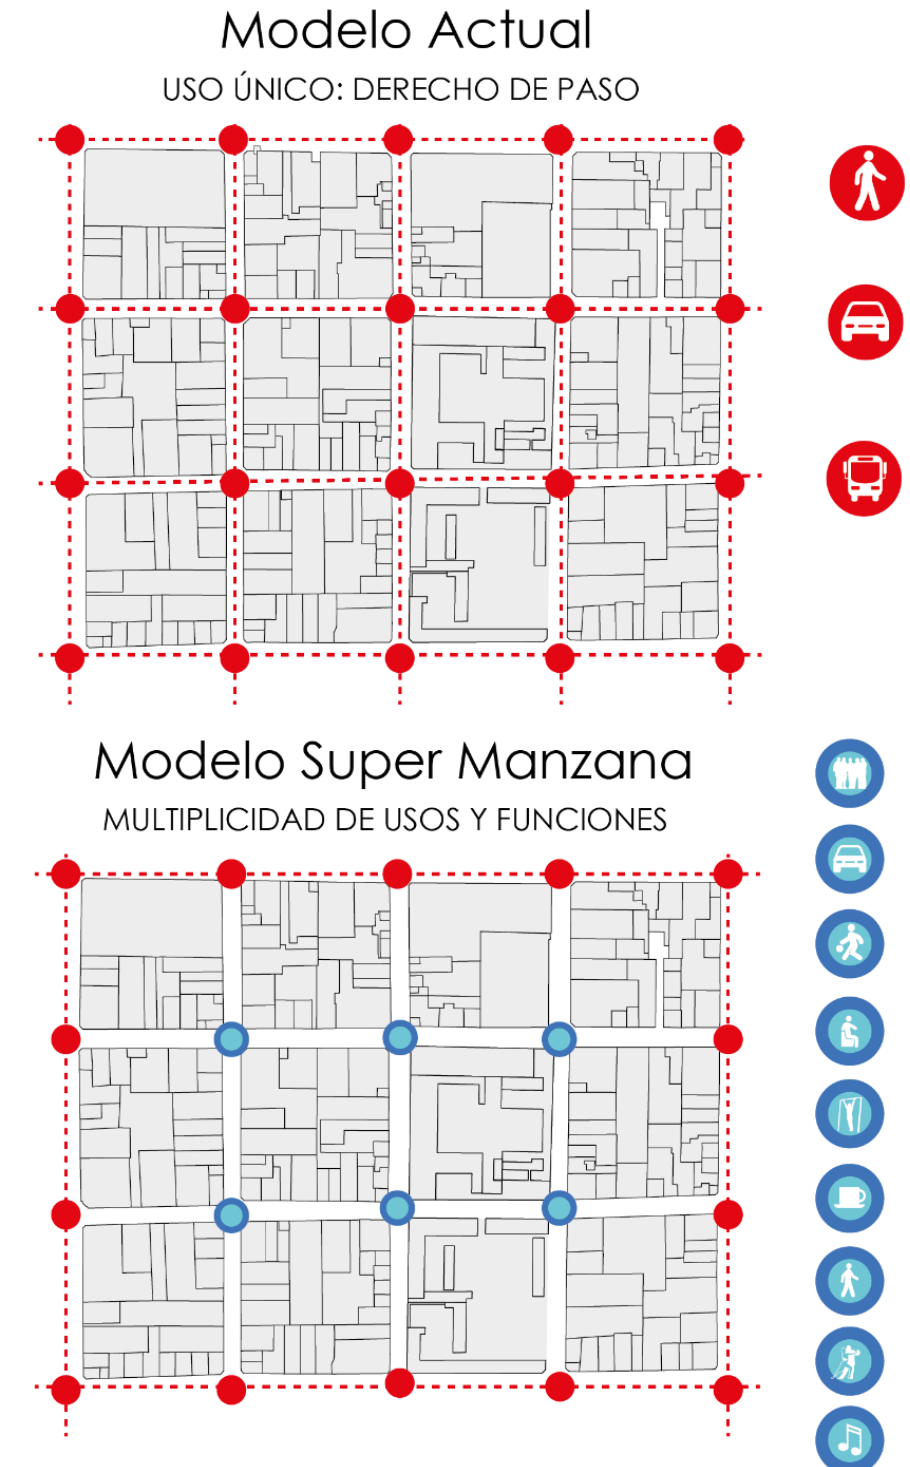 Modelo Actual
USO ÚNICO: DERECHO DE PASO
Modelo Super Manzana
MULTIPLICIDAD DE USOS Y FUNCIONES